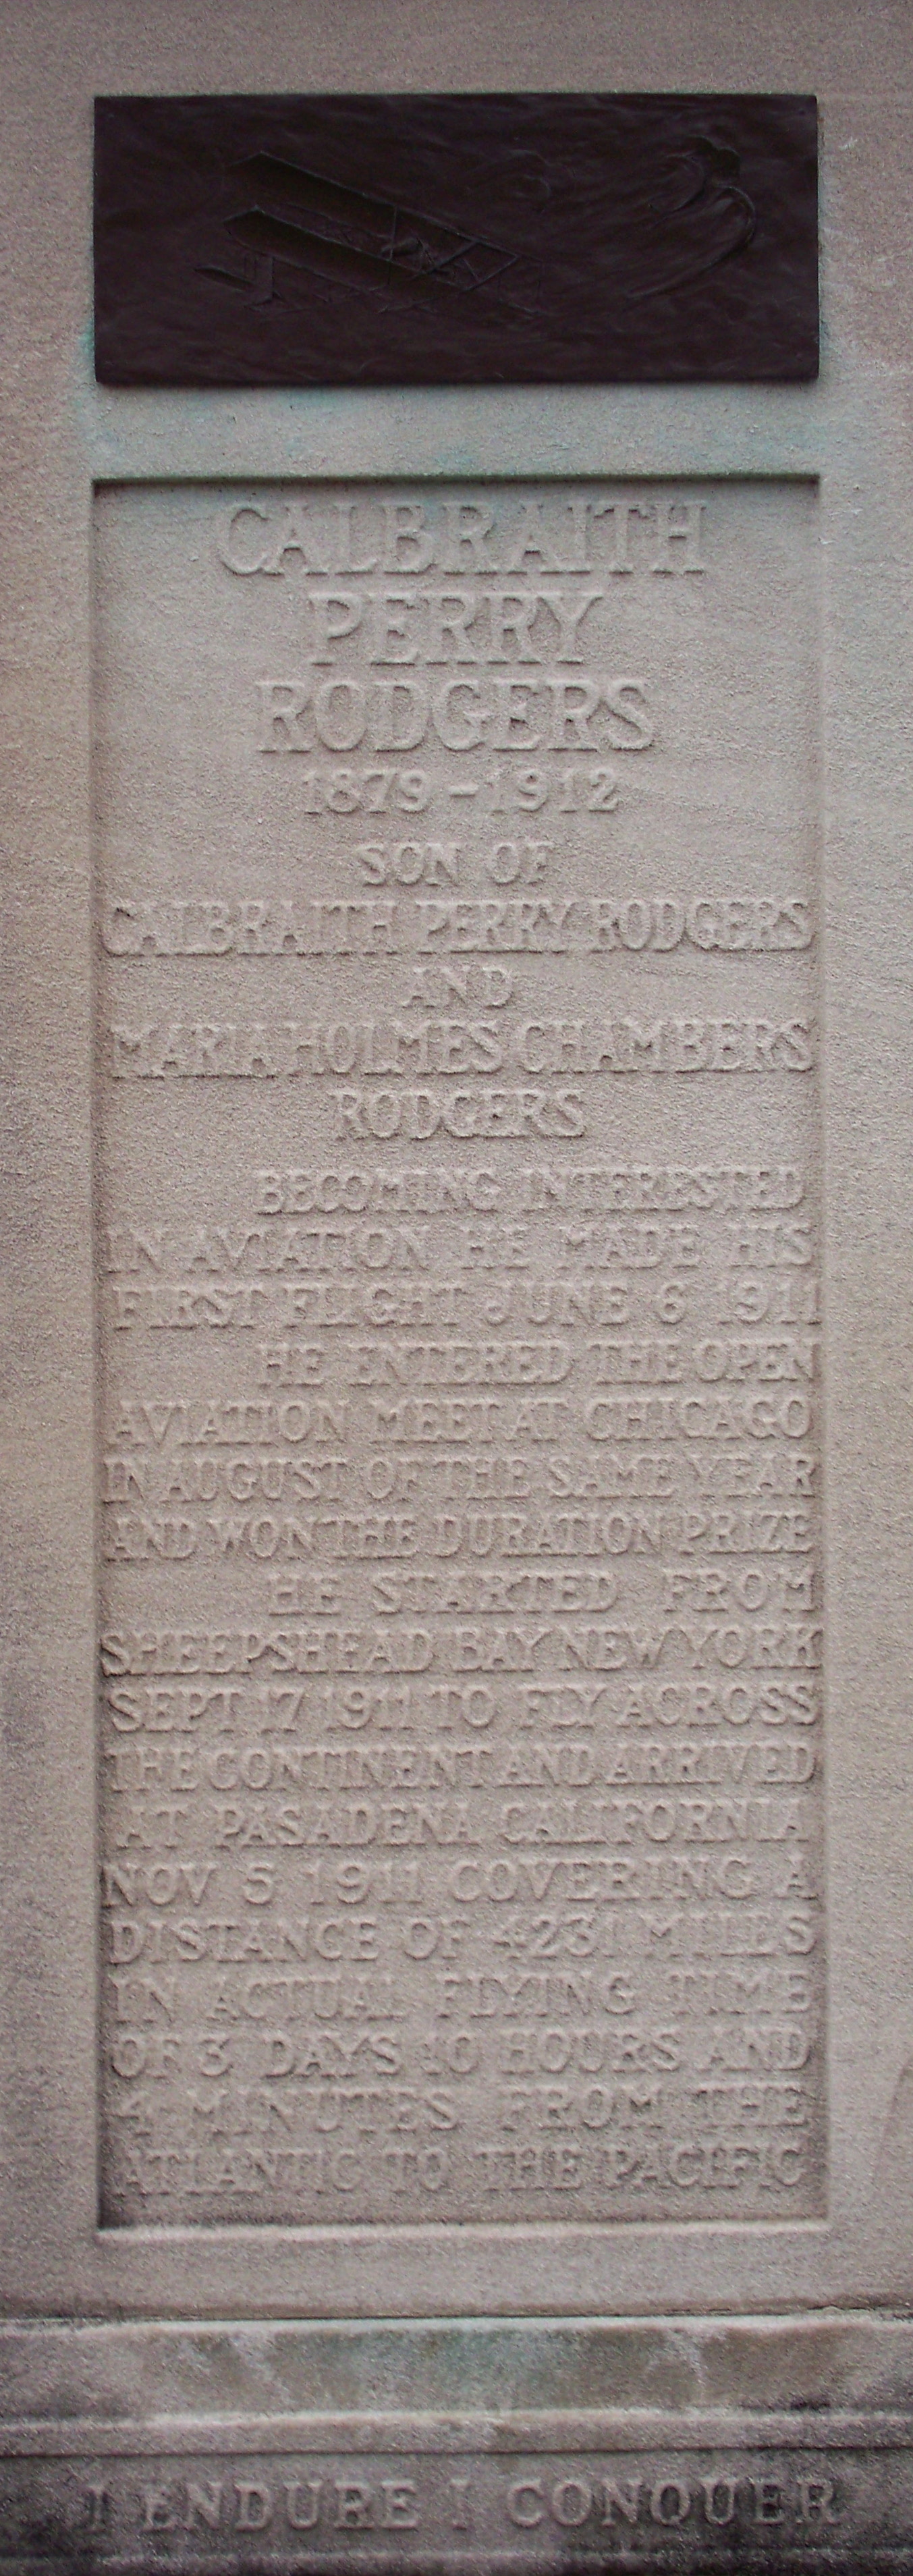 CALBRAITH
PERRY
RODGERS
1879-1912
SON OF
CALBRAITH PERRY RODGERS
AND
MARIA HOLMES CHAMBERS
RODGERS
BECOMING INTERESTED
IN AVIATION HE MADE HIS
FIRST FLIGHT JUNE 6 1911
HE ENTERED THE OPEN
AVIATION MEET AT CHICAGO
IN AUGUST OF THE SAME YEAR
AND WON THE DURATION PRIZE
HE STARTED FROM
SHEEPSHEAD BAY NEW YORK
SEPT 17 1911 TO FLY ACROSS
THE CONTINENT AND ARRIVED
AT PASADENA CALIFORNIA
NOV 5 1911 COVERING A
DISTANCE OF 4231 MILES
IN ACTUAL FLYING TIME
OF 3 DAYS 10 HOURS AND
4 MINUTES FROM THE
ATLANTIC TO THE PACIFIC
I ENDURE I CONQUER